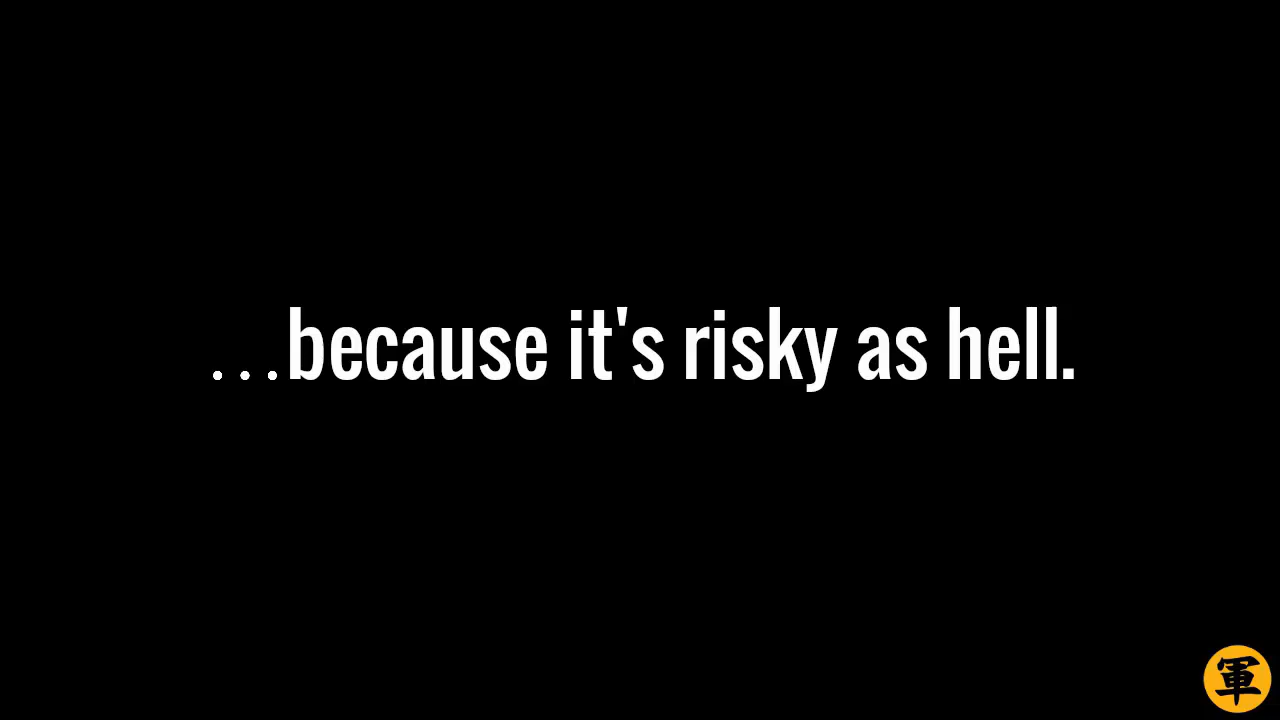 …because it's risky as hell.
軍